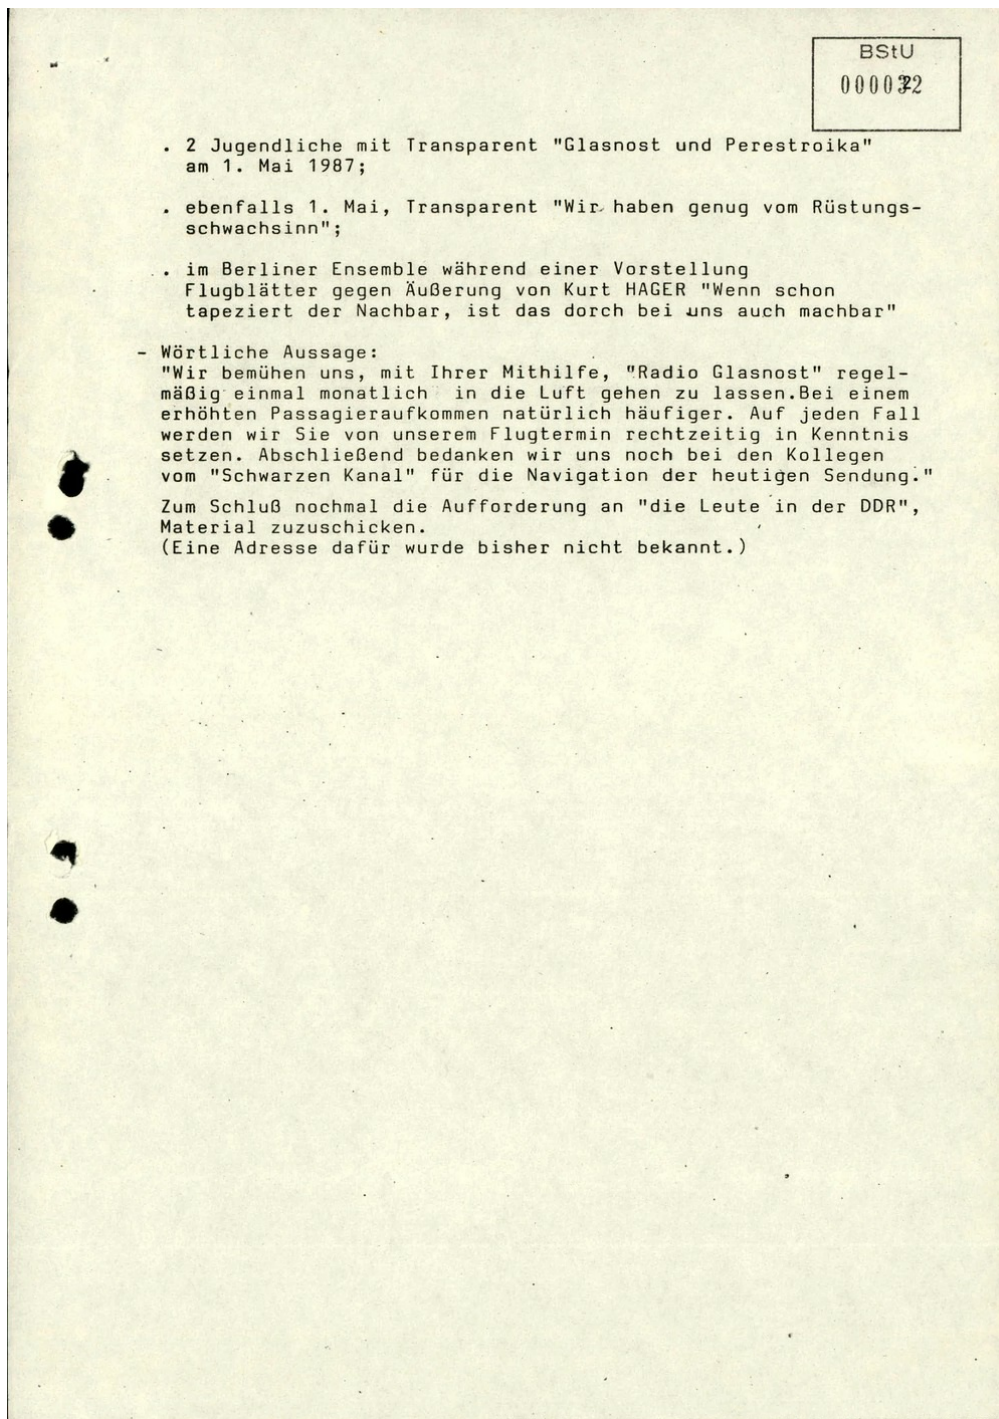 BStU
000032
. 2 Jugendliche mit Transparent "Glasnost und Perestroika"
am 1. Mai 1987;
. ebenfalls 1. Mai, Transparent "Wir haben genug vom Rüstungs-
schwachsinn";
. im Berliner Ensemble während einer Vorstellung
Flugblätter gegen Äußerung von Kurt HAGER "Wenn schon
tapeziert der Nachbar, ist das dorch bei uns auch machbar"
- Wörtliche Aussage:
"Wir bemühen uns, mit Ihrer Mithilfe, "Radio Glasnost" regel-
mäßig einmal monatlich in die Luft gehen zu lassen.Bei einem
erhöhten Passagieraufkommen natürlich häufiger. Auf jeden Fall
werden wir Sie von unserem Flugtermin rechtzeitig in Kenntnis
setzen. Abschließend bedanken wir uns noch bei den Kollegen
vom "Schwarzen Kanal" für die Navigation der heutigen Sendung."
Zum Schluß nochmal die Aufforderung an "die Leute in der DDR",
Material zuzuschicken.
(Eine Adresse dafür wurde bisher nicht bekannt.)